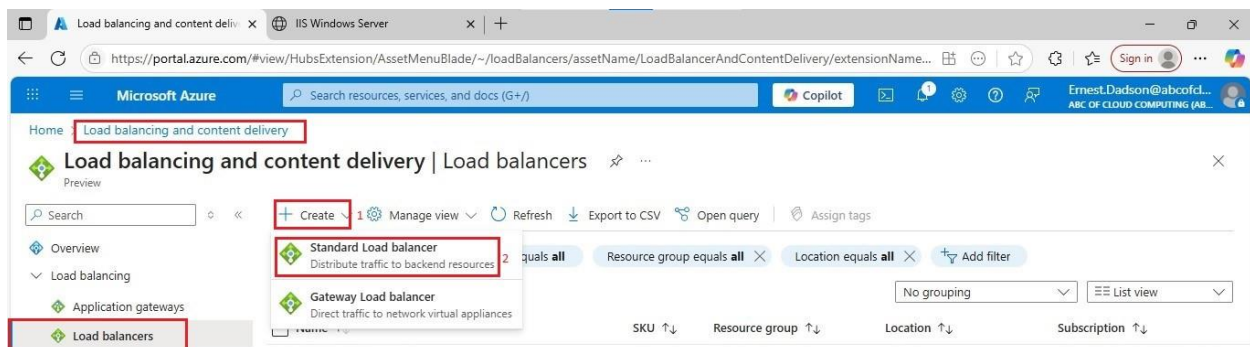 Load balancing and content deliv
IIS Windows Server
https://portal.azure.com/#view/HubsExtension/AssetMenuBlade/~/loadBalancers/assetName/LoadBalancerAndContentDelivery/extensionName...
Sign in
Microsoft Azure
Search resources, services, and docs (G+/)
Copilot
Ernest.Dadson@abcofcl...
ABC OF CLOUD COMPUTING (AB...
Home > Load balancing and content delivery
Load balancing and content delivery | Load balancers
Preview
Search
+ Create 1 Manage view Refresh Export to CSV Open query Assign tags
Overview
Load balancing
Application gateways
Load balancers
Standard Load balancer
Distribute traffic to backend resources 2
Gateway Load balancer
Direct traffic to network virtual appliances
quals all Resource group equals all Location equals all Add filter
No grouping List view
Name SKU Resource group Location Subscription